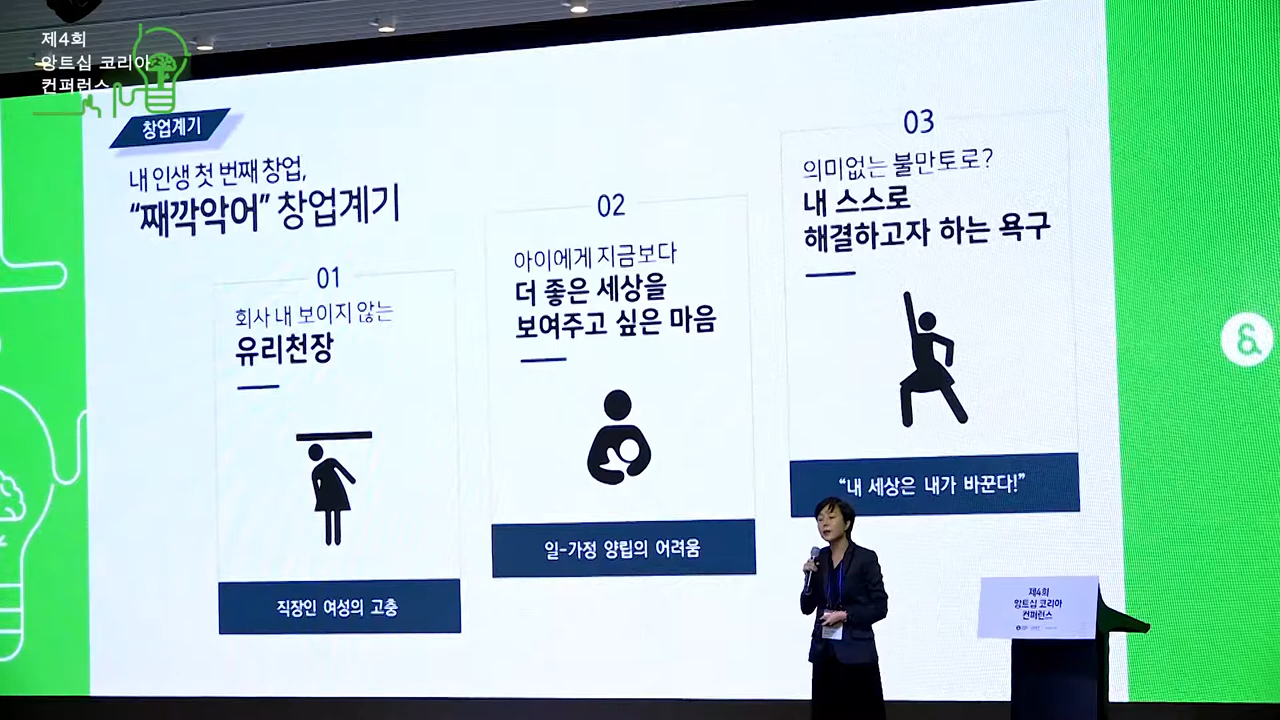 제4회
앙트십 코리아
컨퍼런스
창업계기
내 인생 첫 번째 창업,
“째깍악어” 창업계기
01
회사 내 보이지 않는
유리천장
직장인 여성의 고충
02
아이에게 지금보다
더 좋은 세상을
보여주고 싶은 마음
일-가정 양립의 어려움
03
의미없는 불만토로?
내 스스로
해결하고자 하는 욕구
“내 세상은 내가 바꾼다!”
&
제4회
앙트십 코리아
컨퍼런스